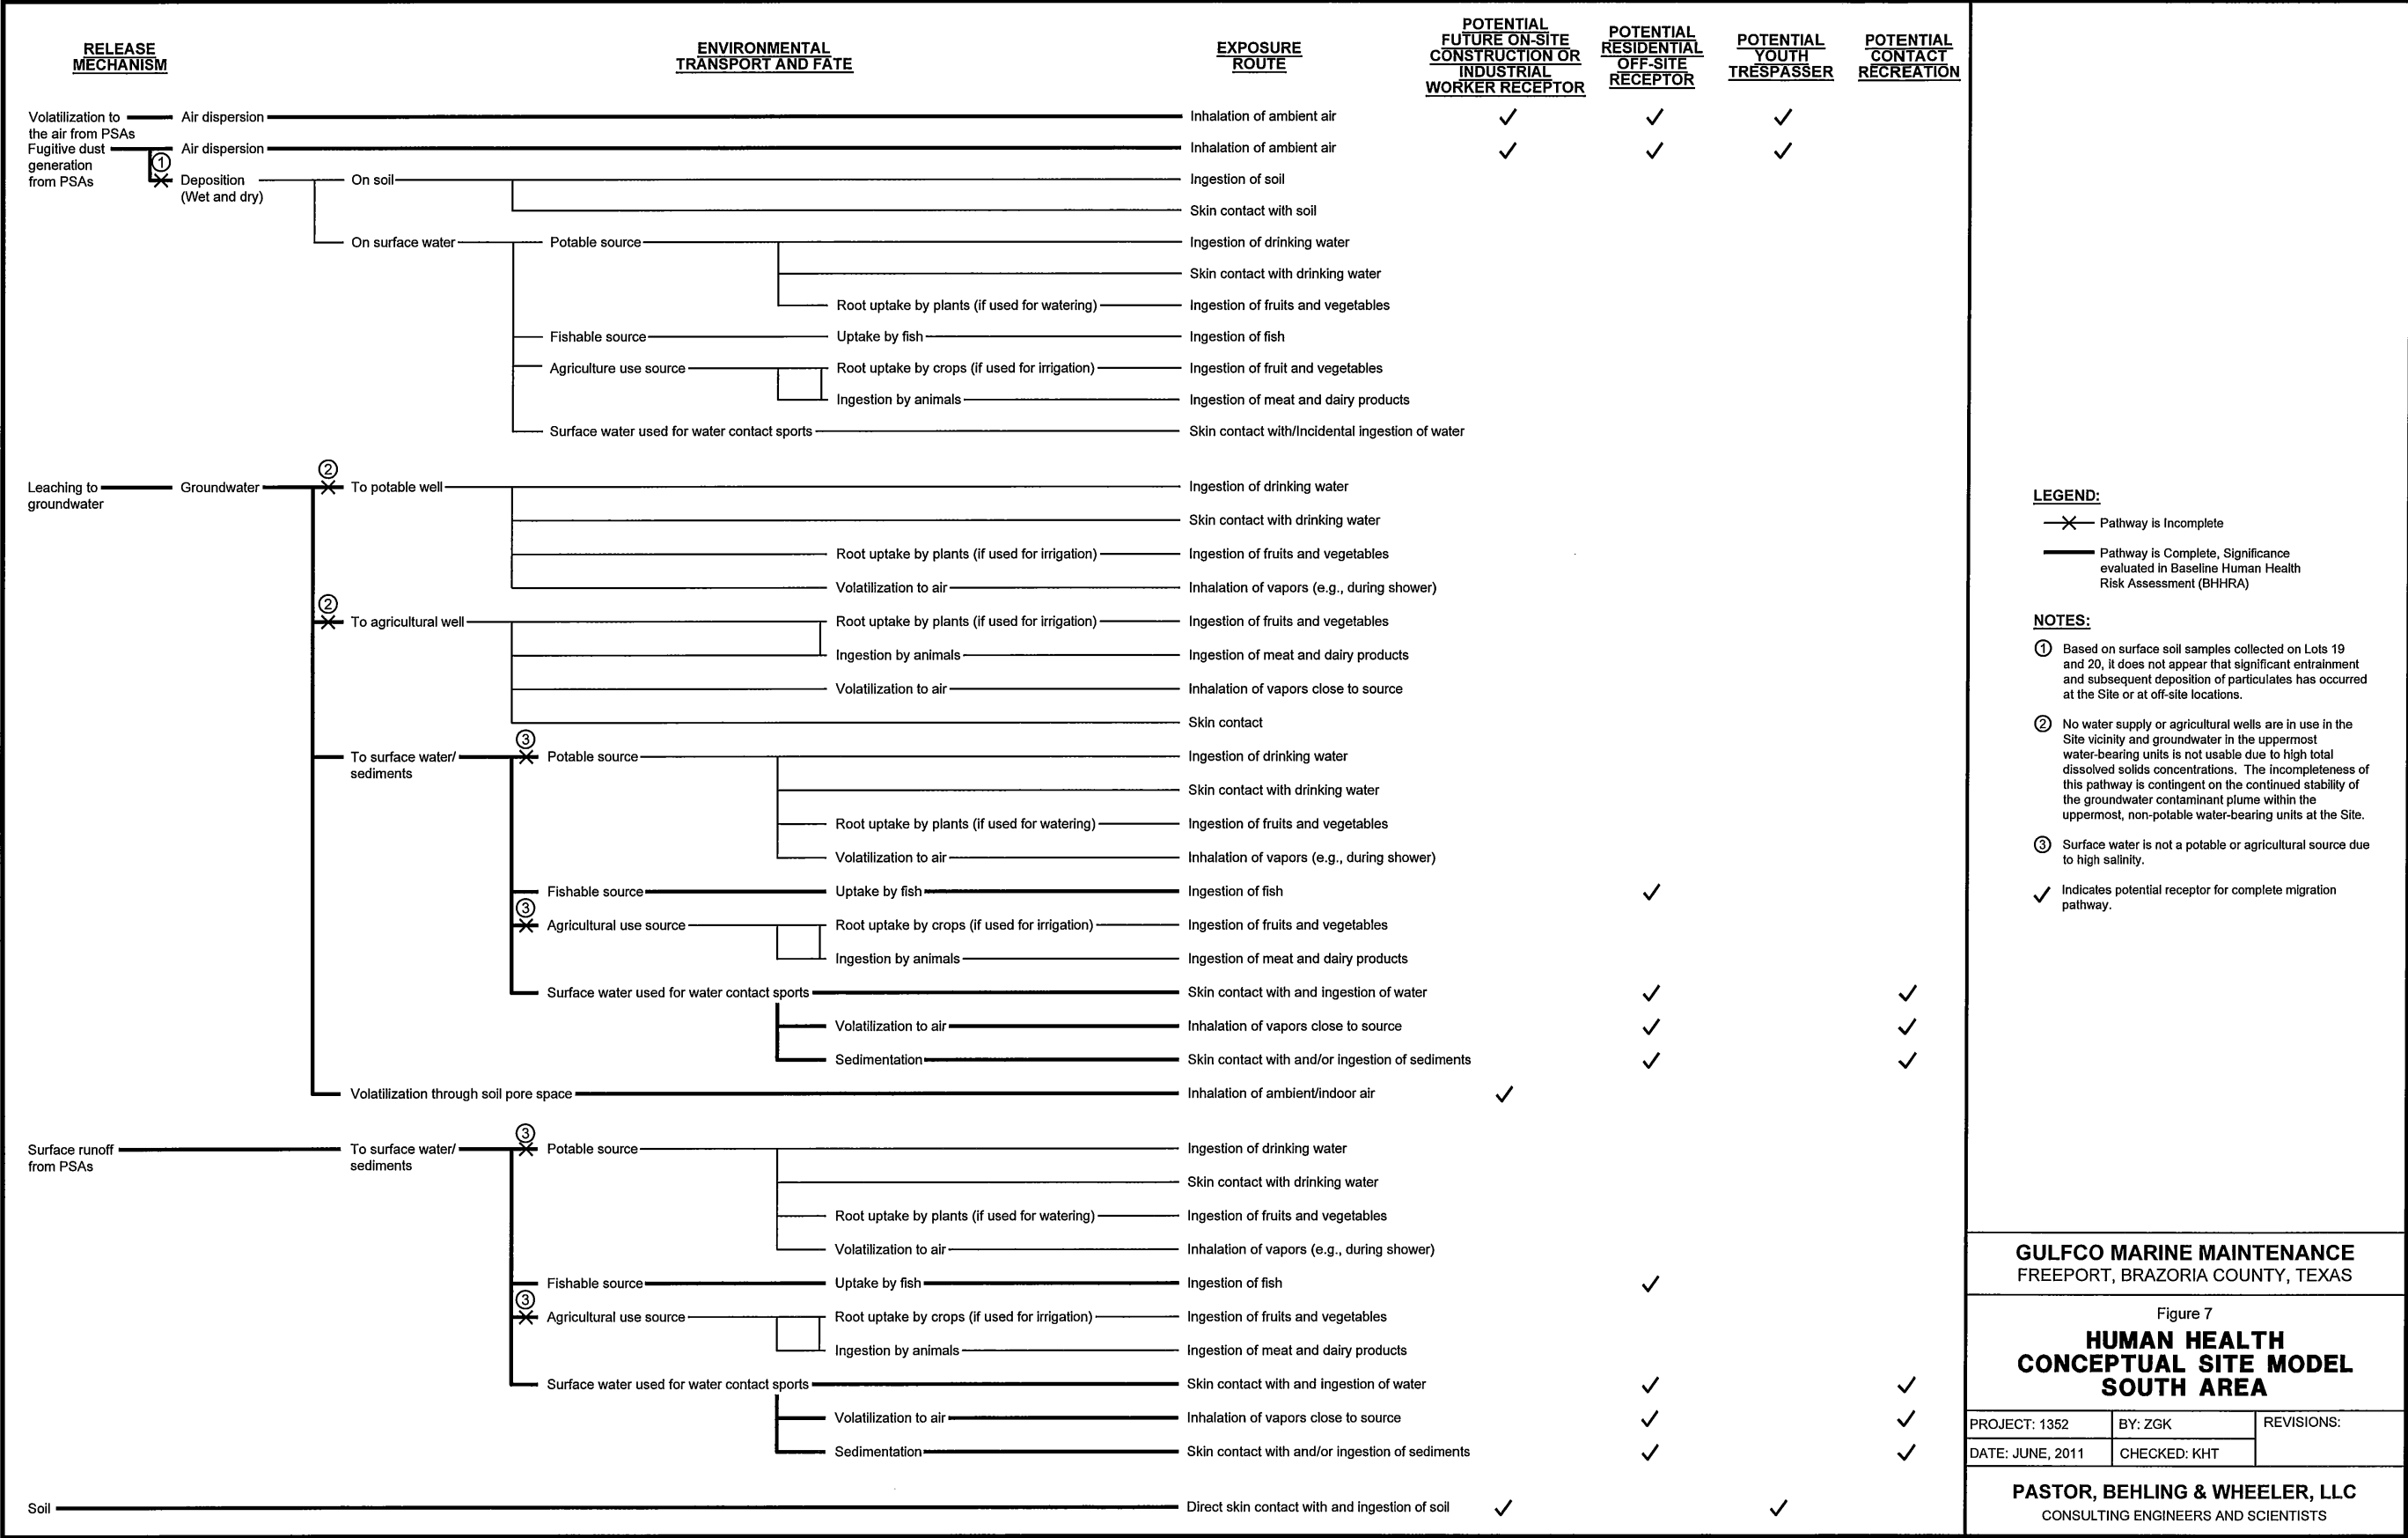 RELEASE
MECHANISM
ENVIRONMENTAL
TRANSPORT AND FATE
EXPOSURE
ROUTE
POTENTIAL
FUTURE ON-SITE
CONSTRUCTION OR
INDUSTRIAL
WORKER RECEPTOR
POTENTIAL
RESIDENTIAL
OFF-SITE
RECEPTOR
POTENTIAL
YOUTH
TRESPASSER
POTENTIAL
CONTACT
RECREATION
Volatilization to
the air from PSAs
Air dispersion
Inhalation of ambient air
✓ ✓ ✓
Fugitive dust
generation
from PSAs
Air dispersion
Inhalation of ambient air
✓ ✓ ✓
①
Deposition
(Wet and dry)
On soil
Ingestion of soil
Skin contact with soil
On surface water
Potable source
Ingestion of drinking water
Skin contact with drinking water
Root uptake by plants (if used for watering)
Ingestion of fruits and vegetables
Fishable source
Uptake by fish
Ingestion of fish
Agriculture use source
Root uptake by crops (if used for irrigation)
Ingestion of fruit and vegetables
Ingestion by animals
Ingestion of meat and dairy products
Surface water used for water contact sports
Skin contact with/Incidental ingestion of water
Leaching to
groundwater
Groundwater
②
To potable well
Ingestion of drinking water
Skin contact with drinking water
Root uptake by plants (if used for irrigation)
Ingestion of fruits and vegetables
Volatilization to air
Inhalation of vapors (e.g., during shower)
②
To agricultural well
Root uptake by plants (if used for irrigation)
Ingestion of fruits and vegetables
Ingestion by animals
Ingestion of meat and dairy products
Volatilization to air
Inhalation of vapors close to source
Skin contact
To surface water/
sediments
③
Potable source
Ingestion of drinking water
Skin contact with drinking water
Root uptake by plants (if used for watering)
Ingestion of fruits and vegetables
Volatilization to air
Inhalation of vapors (e.g., during shower)
Fishable source
Uptake by fish
Ingestion of fish
✓
③
Agricultural use source
Root uptake by crops (if used for irrigation)
Ingestion of fruits and vegetables
Ingestion by animals
Ingestion of meat and dairy products
Surface water used for water contact sports
Skin contact with and ingestion of water
✓ ✓
Volatilization to air
Inhalation of vapors close to source
✓ ✓
Sedimentation
Skin contact with and/or ingestion of sediments
✓ ✓
Volatilization through soil pore space
Inhalation of ambient/indoor air
✓
Surface runoff
from PSAs
To surface water/
sediments
③
Potable source
Ingestion of drinking water
Skin contact with drinking water
Root uptake by plants (if used for watering)
Ingestion of fruits and vegetables
Volatilization to air
Inhalation of vapors (e.g., during shower)
Fishable source
Uptake by fish
Ingestion of fish
✓
③
Agricultural use source
Root uptake by crops (if used for irrigation)
Ingestion of fruits and vegetables
Ingestion by animals
Ingestion of meat and dairy products
Surface water used for water contact sports
Skin contact with and ingestion of water
✓ ✓
Volatilization to air
Inhalation of vapors close to source
✓ ✓
Sedimentation
Skin contact with and/or ingestion of sediments
✓ ✓
Soil
Direct skin contact with and ingestion of soil
✓ ✓
LEGEND:
Pathway is Incomplete
Pathway is Complete, Significance
evaluated in Baseline Human Health
Risk Assessment (BHHRA)
NOTES:
① Based on surface soil samples collected on Lots 19
and 20, it does not appear that significant entrainment
and subsequent deposition of particulates has occurred
at the Site or at off-site locations.
② No water supply or agricultural wells are in use in the
Site vicinity and groundwater in the uppermost
water-bearing units is not usable due to high total
dissolved solids concentrations. The incompleteness of
this pathway is contingent on the continued stability of
the groundwater contaminant plume within the
uppermost, non-potable water-bearing units at the Site.
③ Surface water is not a potable or agricultural source due
to high salinity.
✓ Indicates potential receptor for complete migration
pathway.
GULFCO MARINE MAINTENANCE
FREEPORT, BRAZORIA COUNTY, TEXAS
Figure 7
HUMAN HEALTH
CONCEPTUAL SITE MODEL
SOUTH AREA
PROJECT: 1352
BY: ZGK
REVISIONS:
DATE: JUNE, 2011
CHECKED: KHT
PASTOR, BEHLING & WHEELER, LLC
CONSULTING ENGINEERS AND SCIENTISTS